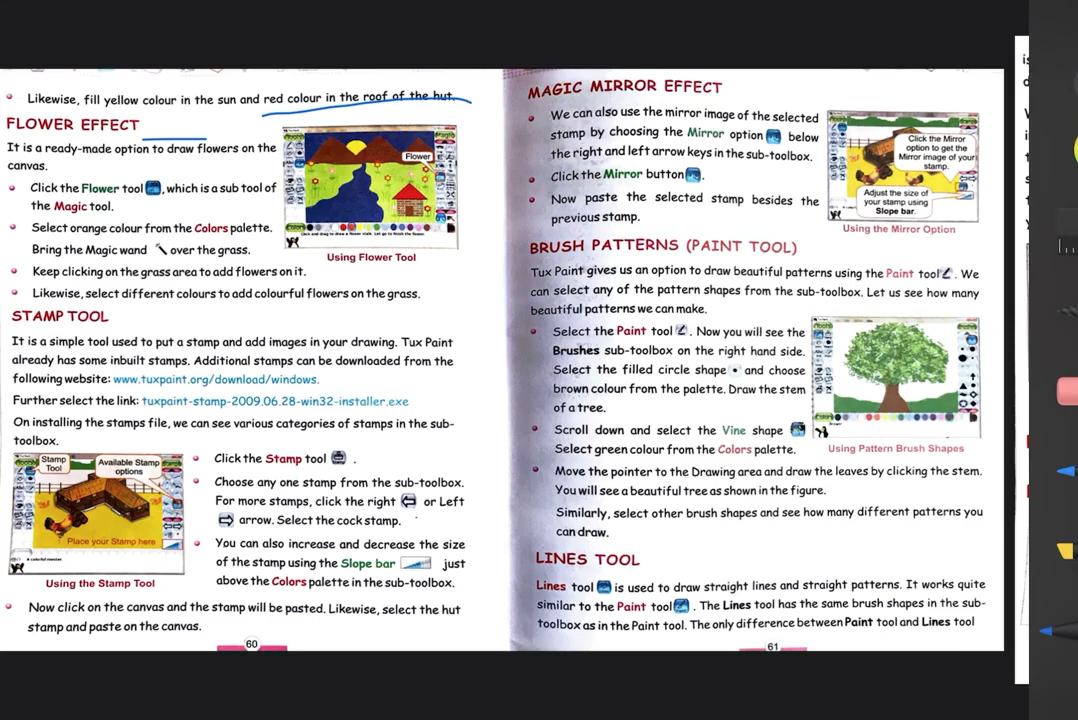 Likewise, fill yellow colour in the sun and red colour in the roof of the hut.
FLOWER EFFECT
It is a ready-made option to draw flowers on the
canvas.
Click the Flower tool, which is a sub tool of
the Magic tool.
Select orange colour from the Colors palette.
Bring the Magic wand over the grass.
Flower
Using Flower Tool
Keep clicking on the grass area to add flowers on it.
Likewise, select different colours to add colourful flowers on the grass.
STAMP TOOL
It is a simple tool used to put a stamp and add images in your drawing. Tux Paint
already has some inbuilt stamps. Additional stamps can be downloaded from the
following website: www.tuxpaint.org/download/windows.
Further select the link: tuxpaint-stamp-2009.06.28-win32-installer.exe
On installing the stamps file, we can see various categories of stamps in the sub-
toolbox.
Stamp
Tool
Available Stamp
options
Place your Stamp here
Using the Stamp Tool
Click the Stamp tool .
Choose any one stamp from the sub-toolbox.
For more stamps, click the right or Left
arrow. Select the cock stamp.
You can also increase and decrease the size
of the stamp using the Slope bar just
above the Colors palette in the sub-toolbox.
Now click on the canvas and the stamp will be pasted. Likewise, select the hut
stamp and paste on the canvas.
60
MAGIC MIRROR EFFECT
We can also use the mirror image of the selected
stamp by choosing the Mirror option below
the right and left arrow keys in the sub-toolbox.
Click the Mirror button .
Now paste the selected stamp besides the
previous stamp.
Click the Mirror
option to get the
Mirror image of your
stamp.
Adjust the size of
your stamp using
Slope bar.
Using the Mirror Option
BRUSH PATTERNS (PAINT TOOL)
Tux Paint gives us an option to draw beautiful patterns using the Paint tool . We
can select any of the pattern shapes from the sub-toolbox. Let us see how many
beautiful patterns we can make.
Select the Paint tool . Now you will see the
Brushes sub-toolbox on the right hand side.
Select the filled circle shape and choose
brown colour from the palette. Draw the stem
of a tree.
Scroll down and select the Vine shape
Select green colour from the Colors palette.
Using Pattern Brush Shapes
Move the pointer to the Drawing area and draw the leaves by clicking the stem.
You will see a beautiful tree as shown in the figure.
Similarly, select other brush shapes and see how many different patterns you
can draw.
LINES TOOL
Lines tool is used to draw straight lines and straight patterns. It works quite
similar to the Paint tool . The Lines tool has the same brush shapes in the sub-
toolbox as in the Paint tool. The only difference between Paint tool and Lines tool
61